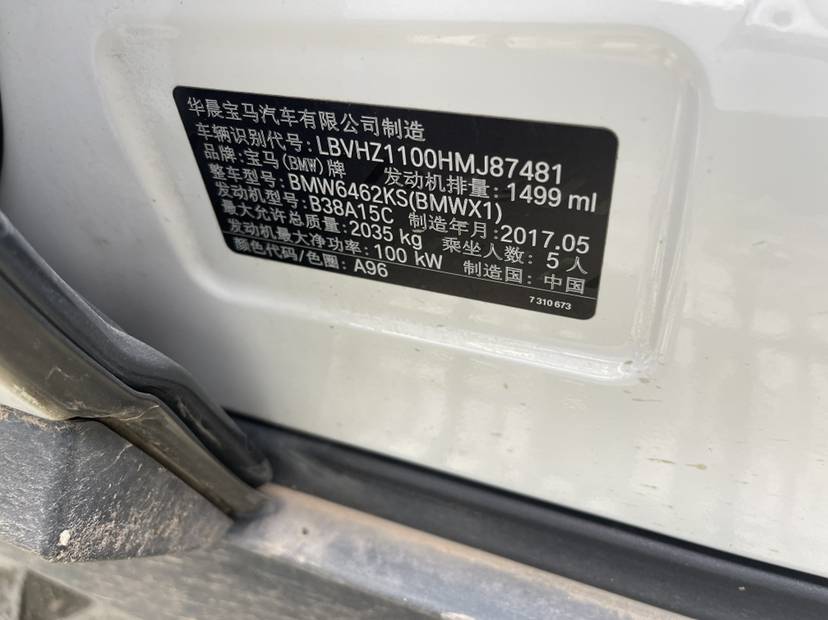 华晨宝马汽车有限公司制造
车辆识别代号: LBVHZ1100HMJ87481
品牌: 宝马(BMW)牌 发动机排量: 1499 ml
整车型号: BMW6462KS(BMWX1)
发动机型号: B38A15C 制造年月: 2017.05
最大允许总质量: 2035 kg 乘坐人数: 5 人
发动机最大净功率: 100 kW 制造国: 中国
颜色代码/色圈: A96
7 310 673